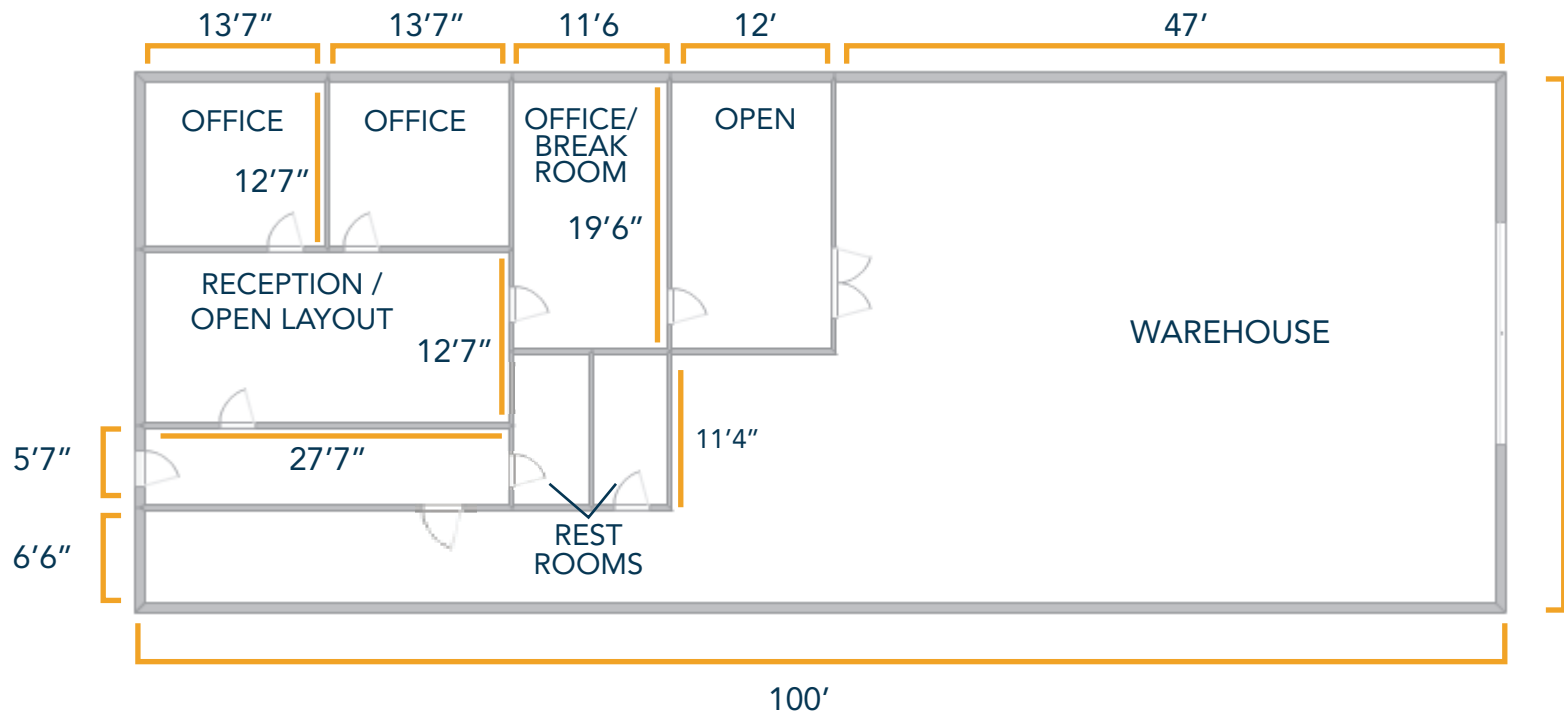 13'7”
13'7”
11'6
12'
47'
OFFICE
OFFICE
OFFICE/
BREAK
ROOM
OPEN
12'7”
19'6”
RECEPTION /
OPEN LAYOUT
12'7”
WAREHOUSE
5'7”
27'7”
11'4”
6'6”
REST
ROOMS
100'